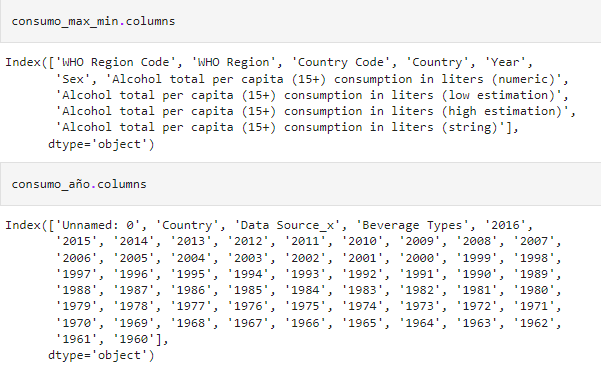 consumo_max_min.columns
Index(['WHO Region Code', 'WHO Region', 'Country Code', 'Country', 'Year',
'Sex', 'Alcohol total per capita (15+) consumption in liters (numeric)',
'Alcohol total per capita (15+) consumption in liters (low estimation)',
'Alcohol total per capita (15+) consumption in liters (high estimation)',
'Alcohol total per capita (15+) consumption in liters (string)'],
dtype='object')
consumo_año.columns
Index(['Unnamed: 0', 'Country', 'Data Source_x', 'Beverage Types', '2016',
'2015', '2014', '2013', '2012', '2011', '2010', '2009', '2008', '2007',
'2006', '2005', '2004', '2003', '2002', '2001', '2000', '1999', '1998',
'1997', '1996', '1995', '1994', '1993', '1992', '1991', '1990', '1989',
'1988', '1987', '1986', '1985', '1984', '1983', '1982', '1981', '1980',
'1979', '1978', '1977', '1976', '1975', '1974', '1973', '1972', '1971',
'1970', '1969', '1968', '1967', '1966', '1965', '1964', '1963', '1962',
'1961', '1960'],
dtype='object')